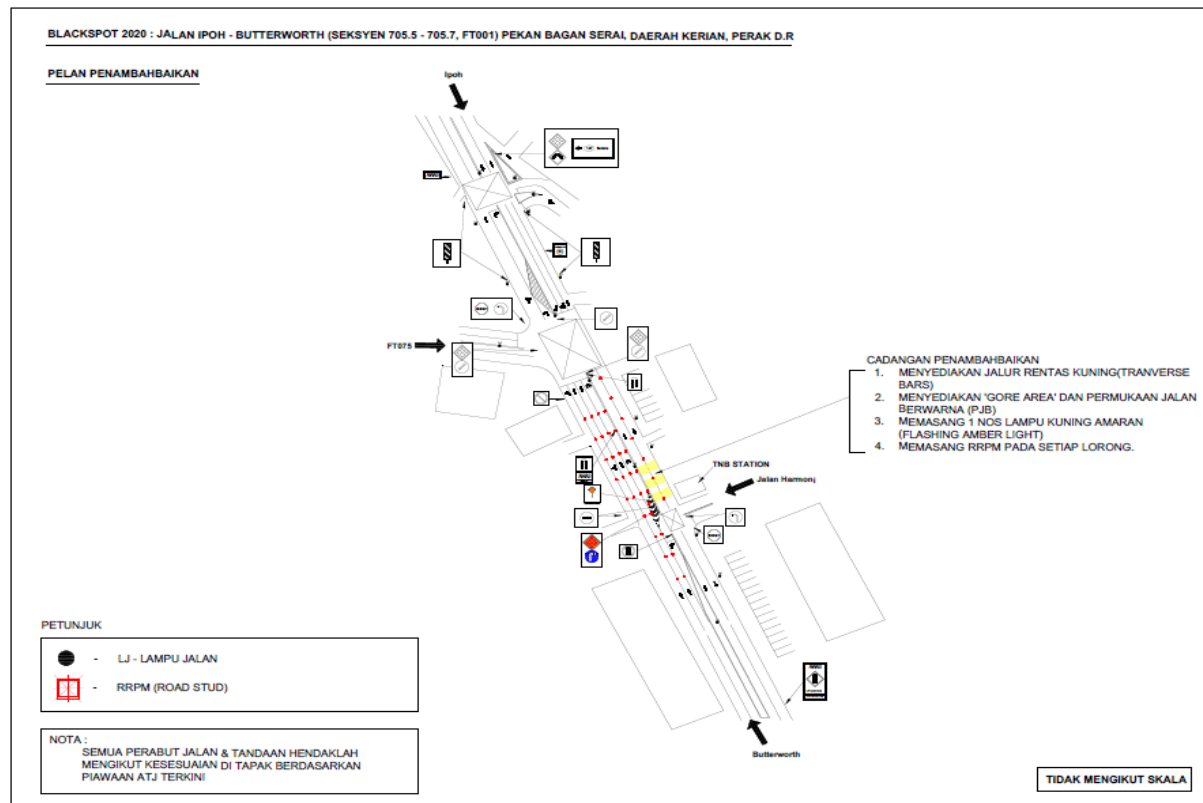 BLACKSPOT 2020 : JALAN IPOH - BUTTERWORTH (SEKSYEN 705.5 - 705.7, FT001) PEKAN BAGAN SERAI, DAERAH KERIAN, PERAK D.R
PELAN PENAMBAHBAIKAN
Ipoh
FT075
CADANGAN PENAMBAHBAIKAN
1. MENYEDIAKAN JALUR RENTAS KUNING(TRANVERSE
BARS)
2. MENYEDIAKAN 'GORE AREA' DAN PERMUKAAN JALAN
BERWARNA (PJB)
3. MEMASANG 1 NOS LAMPU KUNING AMARAN
(FLASHING AMBER LIGHT)
4. MEMASANG RRPM PADA SETIAP LORONG.
TNB STATION
Jalan Harmoni
Butterworth
PETUNJUK
- LJ - LAMPU JALAN
- RRPM (ROAD STUD)
NOTA :
SEMUA PERABUT JALAN & TANDAAN HENDAKLAH
MENGIKUT KESESUAIAN DI TAPAK BERDASARKAN
PIAWAAN ATJ TERKINI
TIDAK MENGIKUT SKALA